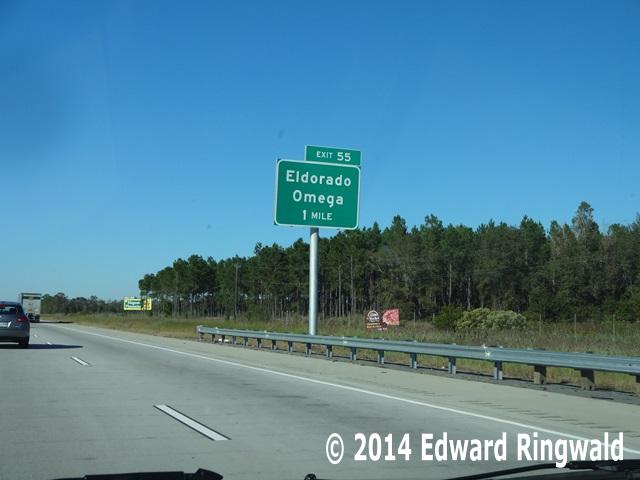 EXIT 55
Eldorado
Omega
1 MILE
© 2014 Edward Ringwald